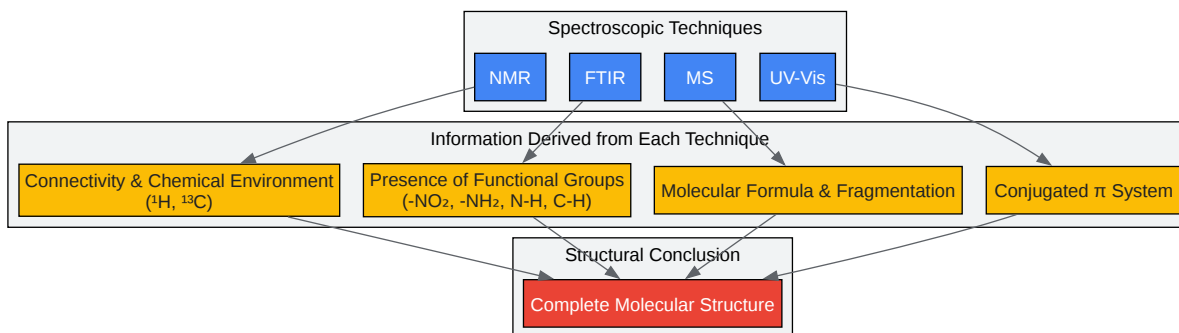 Spectroscopic Techniques
NMR
FTIR
MS
UV-Vis
Information Derived from Each Technique
Connectivity & Chemical Environment
(¹H, ¹³C)
Presence of Functional Groups
(-NO₂, -NH₂, N-H, C-H)
Molecular Formula & Fragmentation
Conjugated π System
Structural Conclusion
Complete Molecular Structure